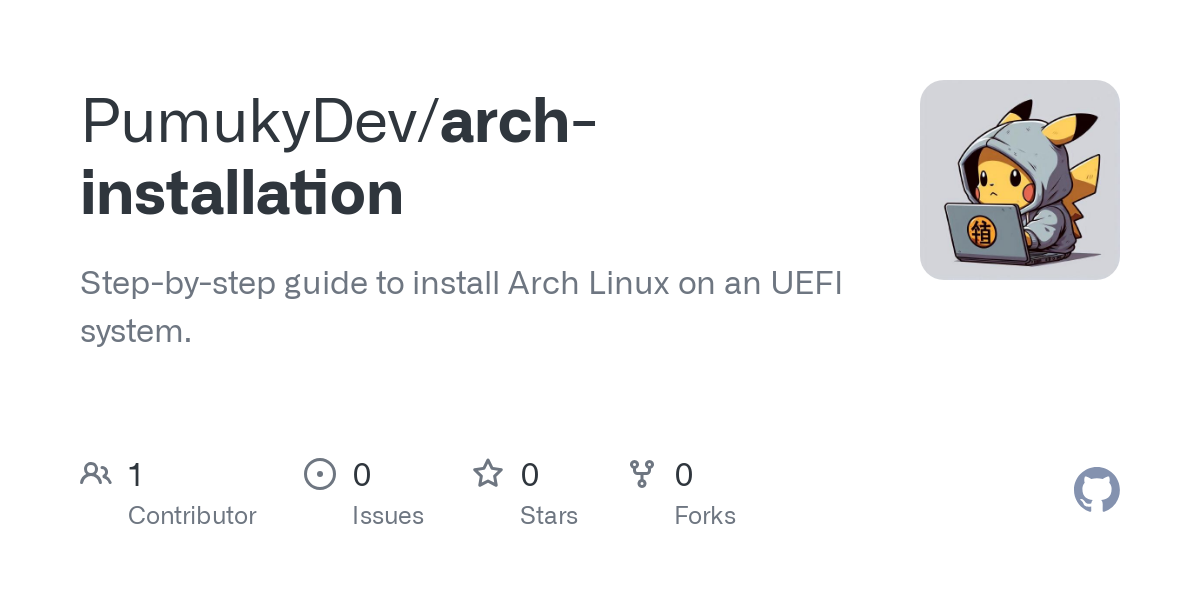 PumukyDev/arch-
installation
Step-by-step guide to install Arch Linux on an UEFI
system.
1 0 0 0
Contributor Issues Stars Forks